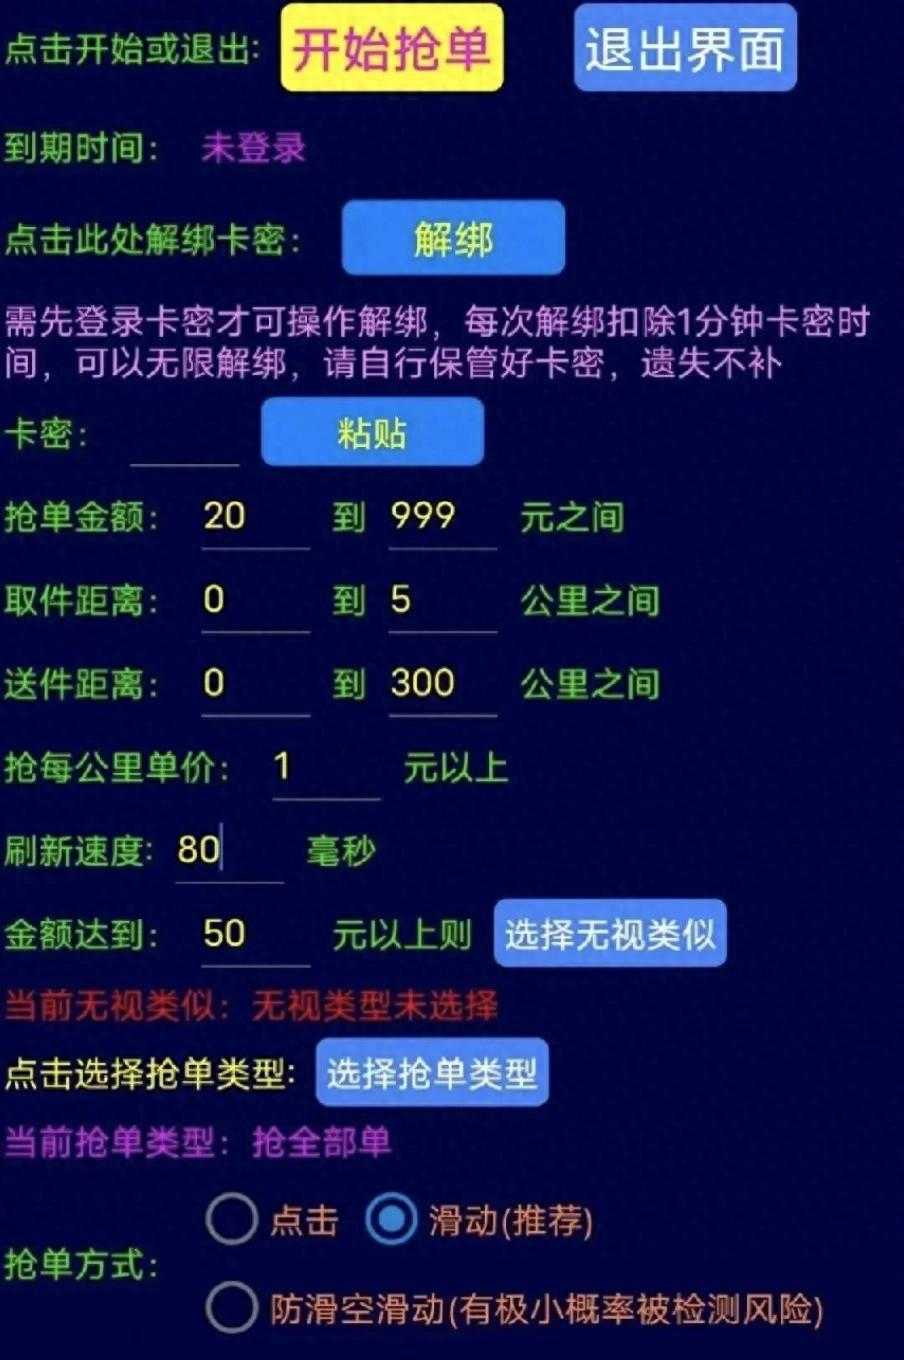 点击开始或退出: 开始抢单 退出界面
到期时间： 未登录
点击此处解绑卡密： 解绑
需先登录卡密才可操作解绑，每次解绑扣除1分钟卡密时
间，可以无限解绑，请自行保管好卡密，遗失不补
卡密： 粘贴
抢单金额： 20 到 999 元之间
取件距离： 0 到 5 公里之间
送件距离： 0 到 300 公里之间
抢每公里单价： 1 元以上
刷新速度: 80 毫秒
金额达到： 50 元以上则 选择无视类似
当前无视类似：无视类型未选择
点击选择抢单类型: 选择抢单类型
当前抢单类型：抢全部单
点击 滑动(推荐)
抢单方式：
防滑空滑动(有极小概率被检测风险)